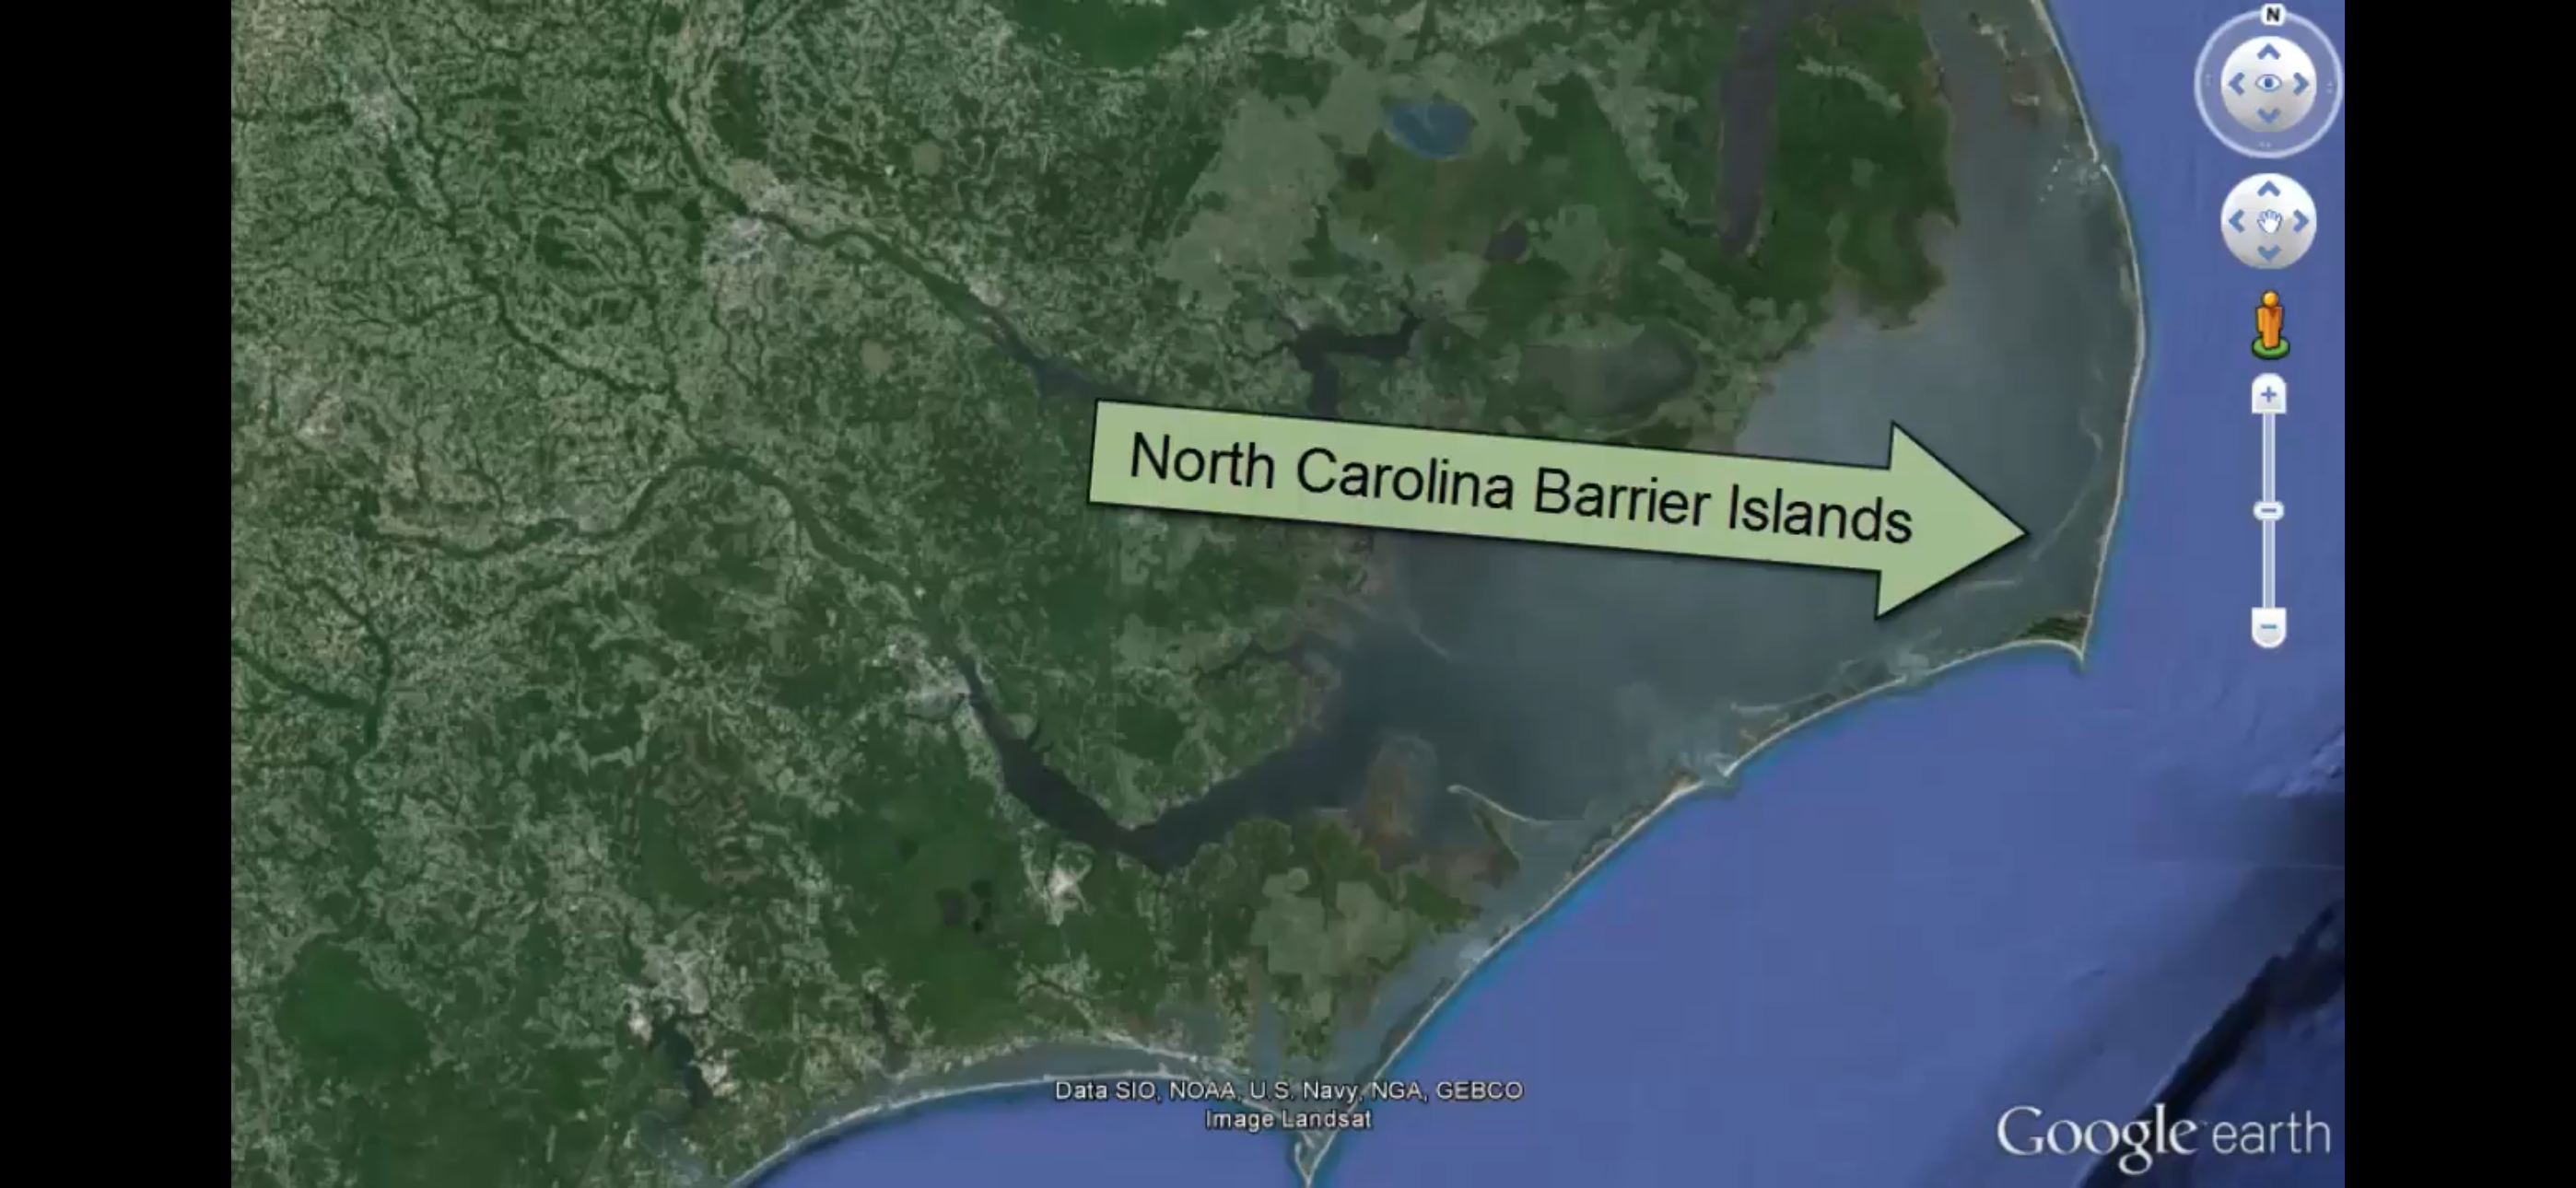 N
North Carolina Barrier Islands
Data SIO, NOAA, U.S. Navy, NGA, GEBCO
Image Landsat
Google earth